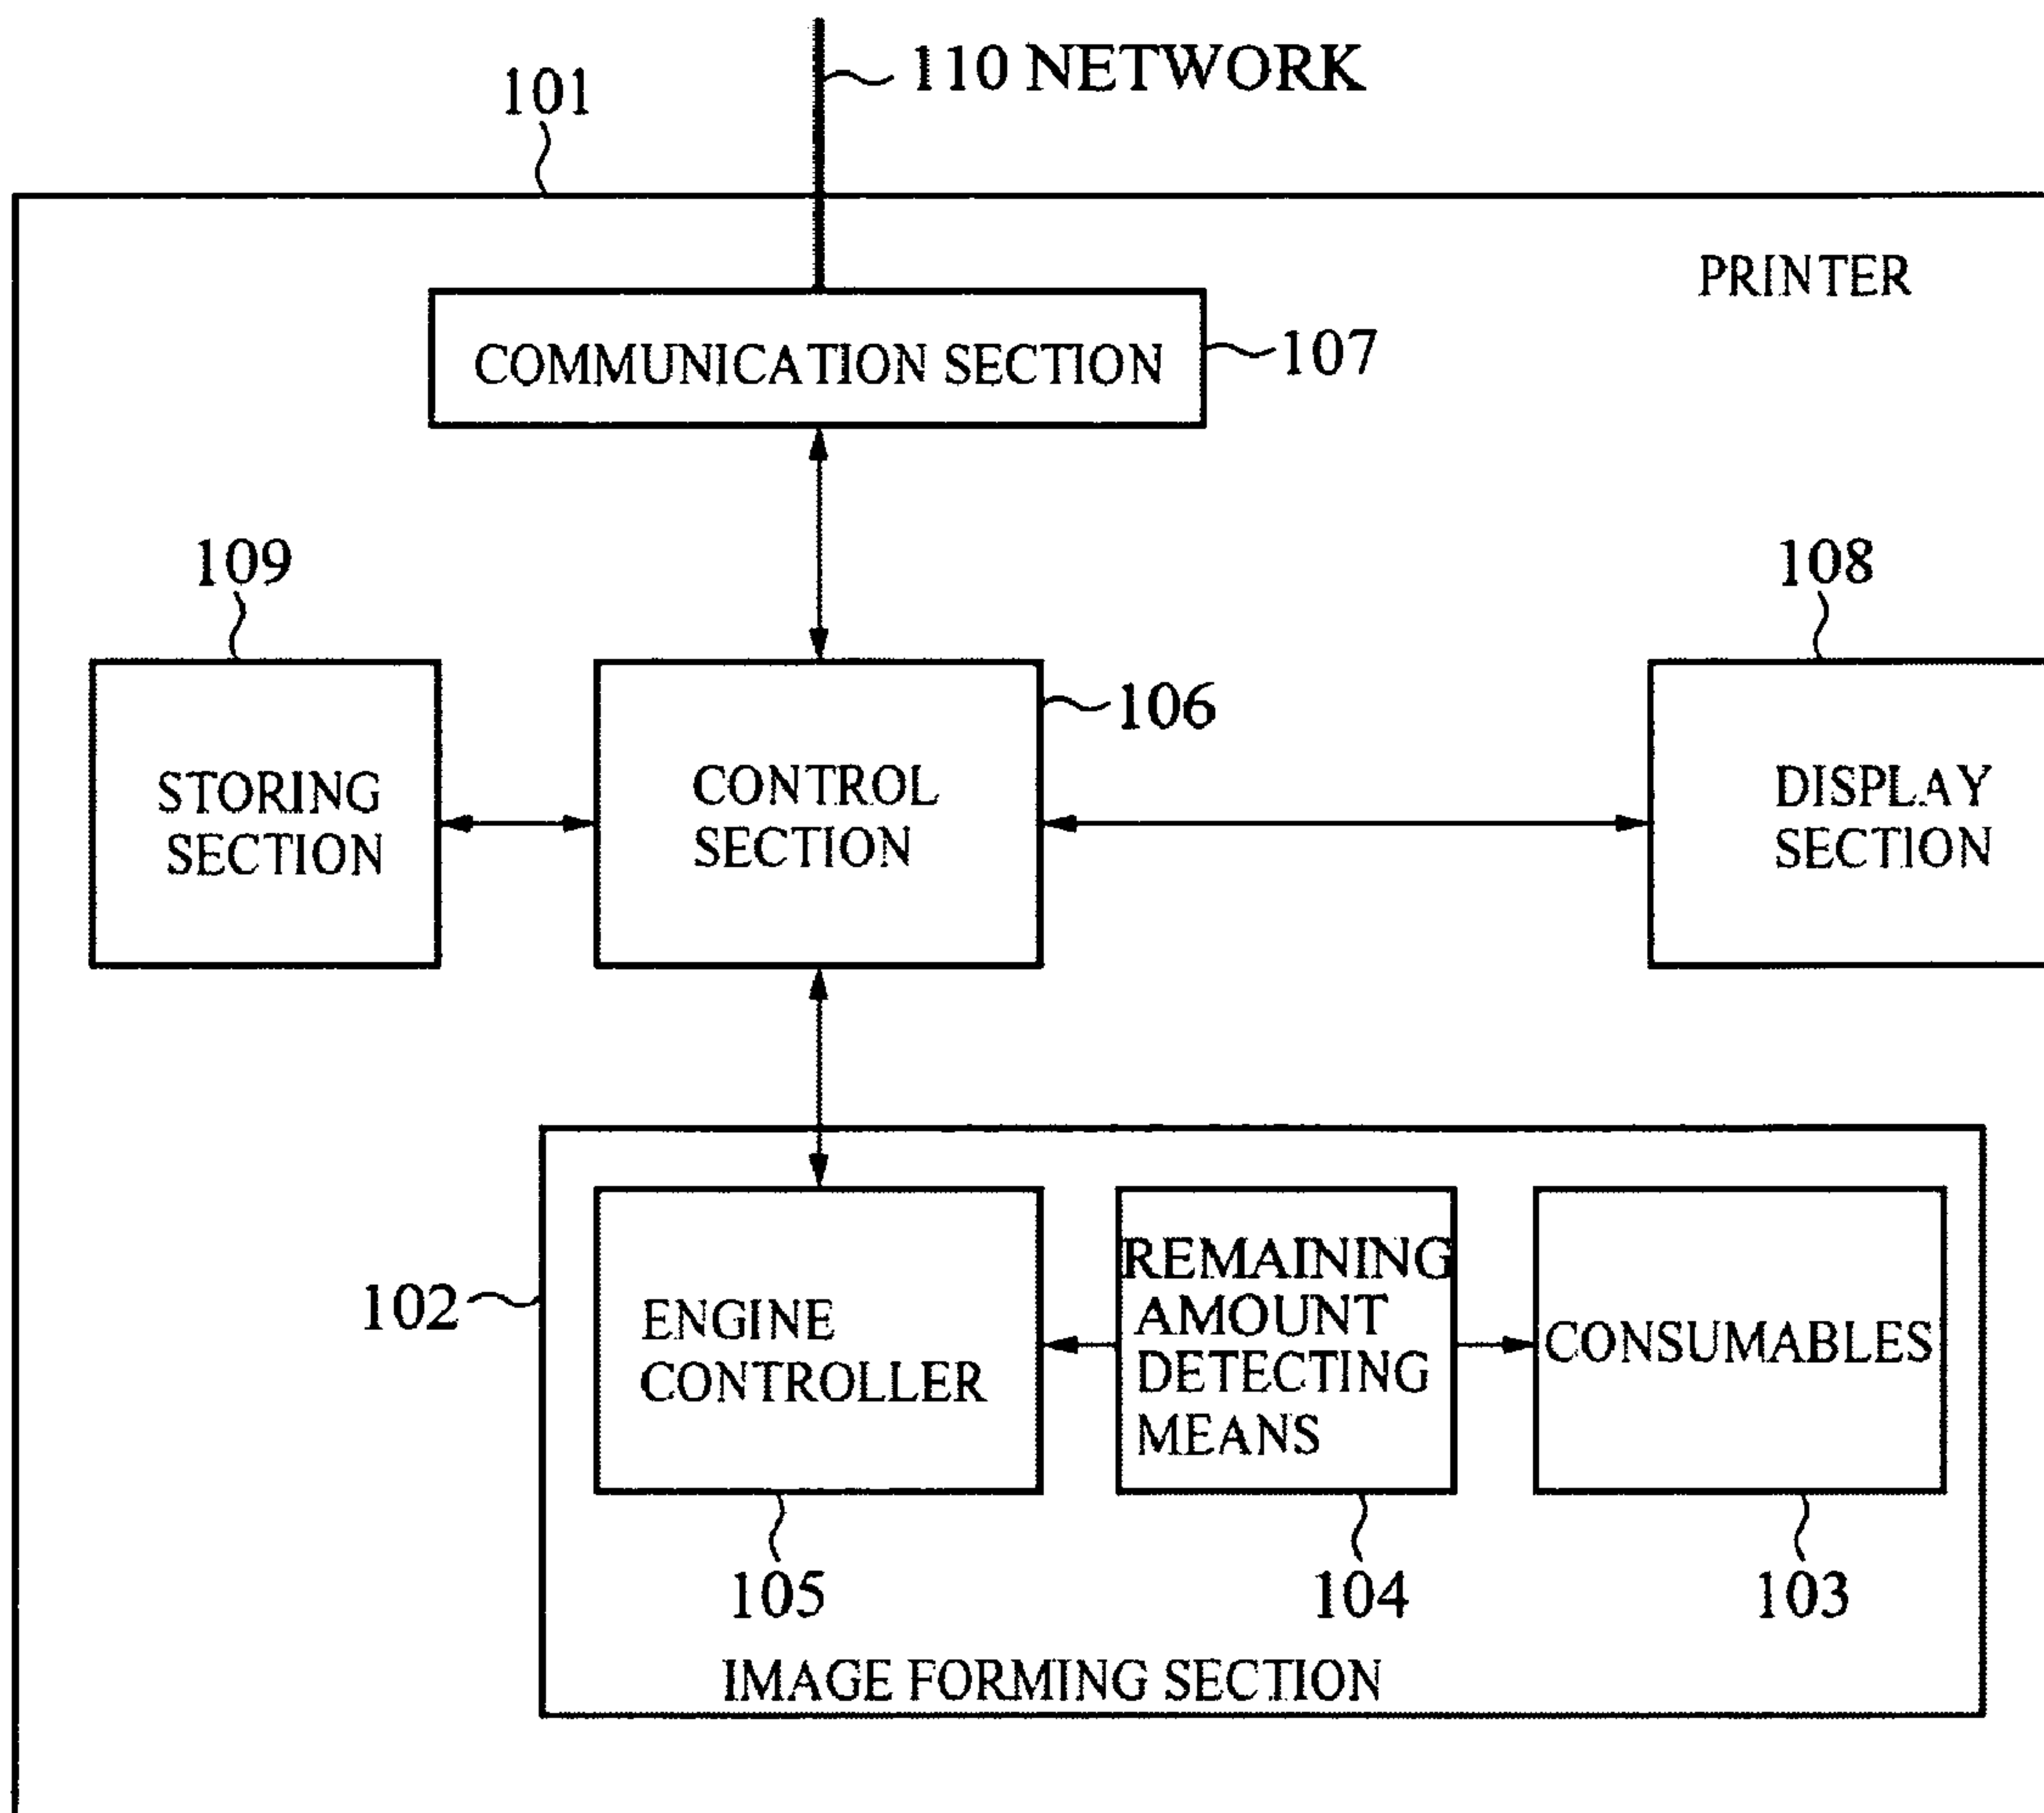 110 NETWORK
101
PRINTER
COMMUNICATION SECTION
107
109
108
106
STORING
SECTION
CONTROL
SECTION
DISPLAY
SECTION
102
ENGINE
CONTROLLER
REMAINING
AMOUNT
DETECTING
MEANS
CONSUMABLES
105
104
103
IMAGE FORMING SECTION